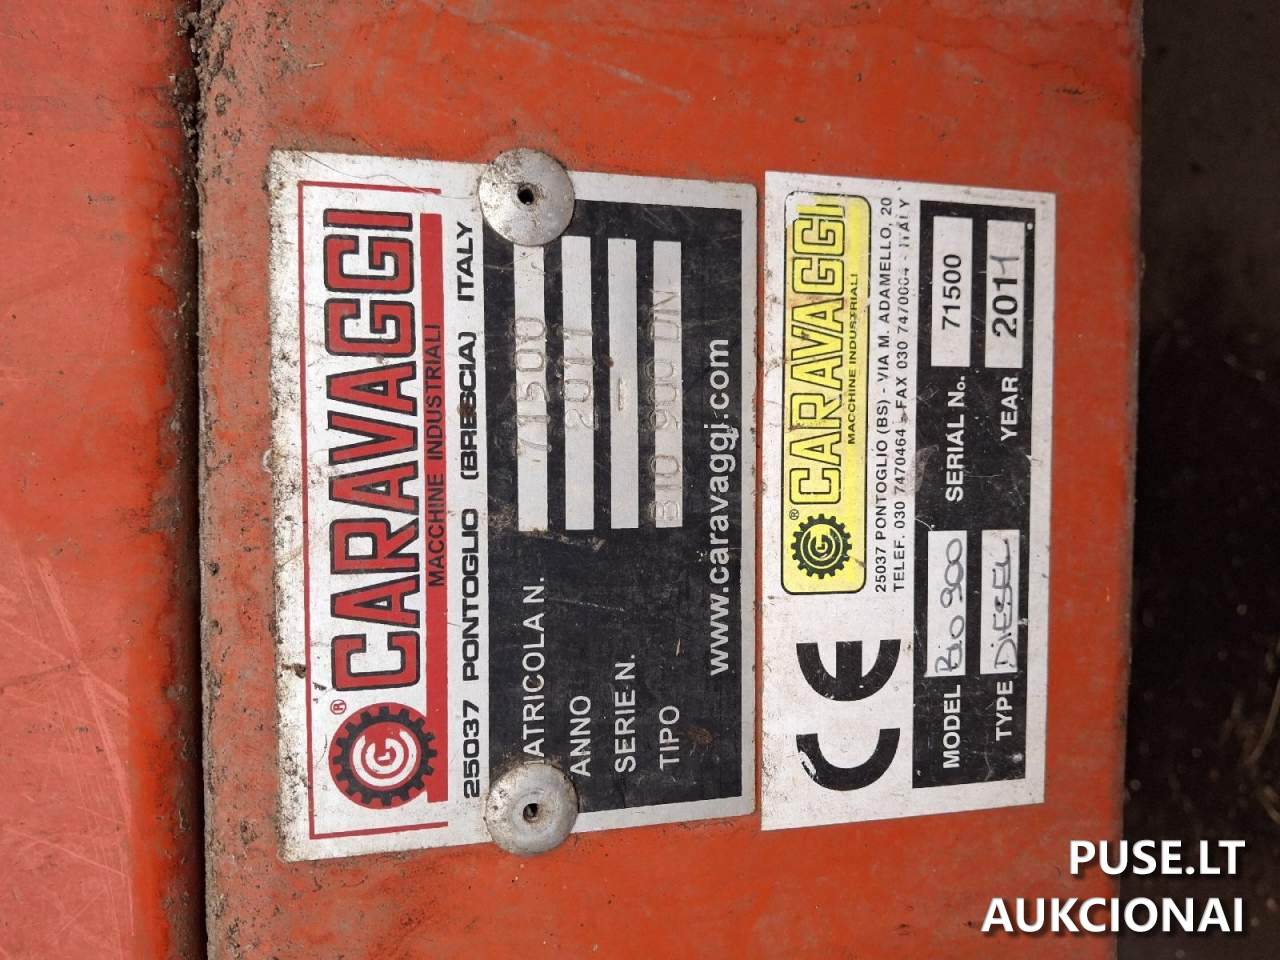 ® CARAVAGGI
MACCHINE INDUSTRIALI
25037 PONTOGLIO (BRESCIA) ITALY
MATRICOLA N. 71500
ANNO 2011
SERIE N. -
TIPO BIO 900 DN
www.caravaggi.com
® CARAVAGGI
MACCHINE INDUSTRIALI
25037 PONTOGLIO (BS) - VIA M. ADAMELLO, 20
TELEF. 030 7470464 - FAX 030 7470004 - ITALY
CE
MODEL Bio 900 SERIAL No. 71500
TYPE DIESEL YEAR 2011
PUSE.LT
AUKCIONAI